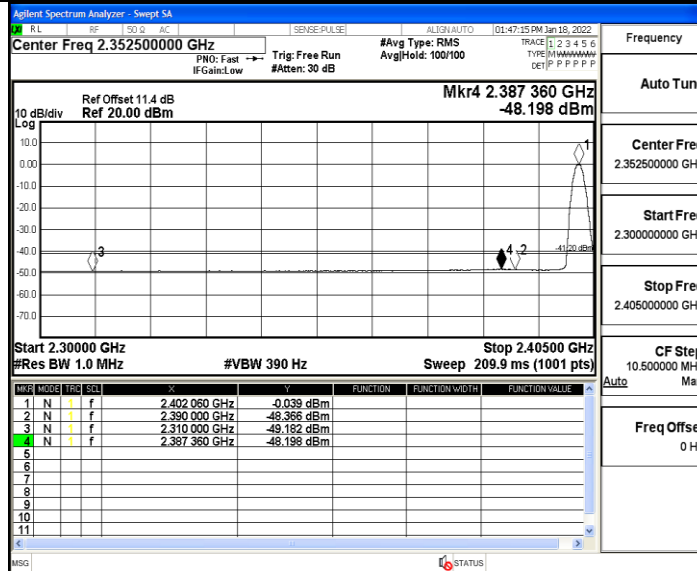 Agilent Spectrum Analyzer - Swept SA
RL RF 50 Ω AC SENSE:PULSE ALIGNAUTO 01:47:15 PM Jan 18, 2022
Center Freq 2.352500000 GHz
PNO: Fast
IFGain:Low
Trig: Free Run
#Atten: 30 dB
#Avg Type: RMS
Avg|Hold: 100/100
TRACE 1 2 3 4 5 6
TYPE MWWWWW
DET P P P P P P
Ref Offset 11.4 dB
10 dB/div Ref 20.00 dBm
Log
Mkr4 2.387 360 GHz
-48.198 dBm
10.0
0.00
-10.0
-20.0
-30.0
-40.0
-50.0
-60.0
-70.0
1
3
4
2
-41.20 dBm
Start 2.30000 GHz Stop 2.40500 GHz
#Res BW 1.0 MHz #VBW 390 Hz Sweep 209.9 ms (1001 pts)
MKR MODE TRC SCL X Y FUNCTION FUNCTION WIDTH FUNCTION VALUE
1 N 1 f 2.402 060 GHz -0.039 dBm
2 N 1 f 2.390 000 GHz -48.366 dBm
3 N 1 f 2.310 000 GHz -49.182 dBm
4 N 1 f 2.387 360 GHz -48.198 dBm
5
6
7
8
9
10
11
MSG STATUS
Frequency
Auto Tun
Center Fre
2.352500000 GH
Start Fre
2.300000000 GH
Stop Fre
2.405000000 GH
CF Step
10.500000 MH
Auto Ma
Freq Offse
0 H